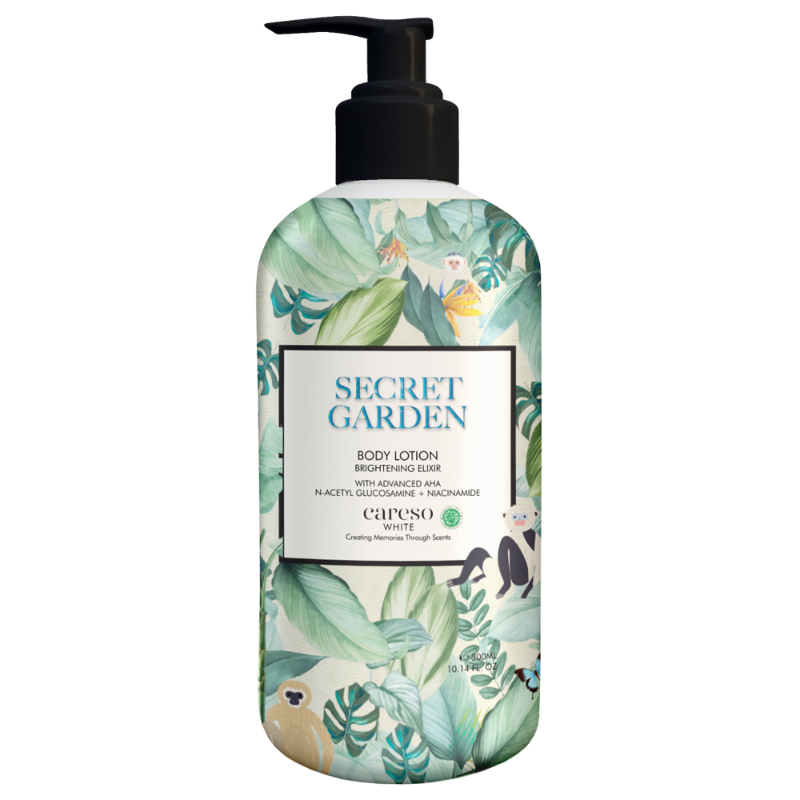 SECRET
GARDEN
BODY LOTION
BRIGHTENING ELIXIR
WITH ADVANCED AHA
N-ACETYL GLUCOSAMINE + NIACINAMIDE
careso
WHITE
Creating Memories Through Scents
300ML
10.14 FL. OZ